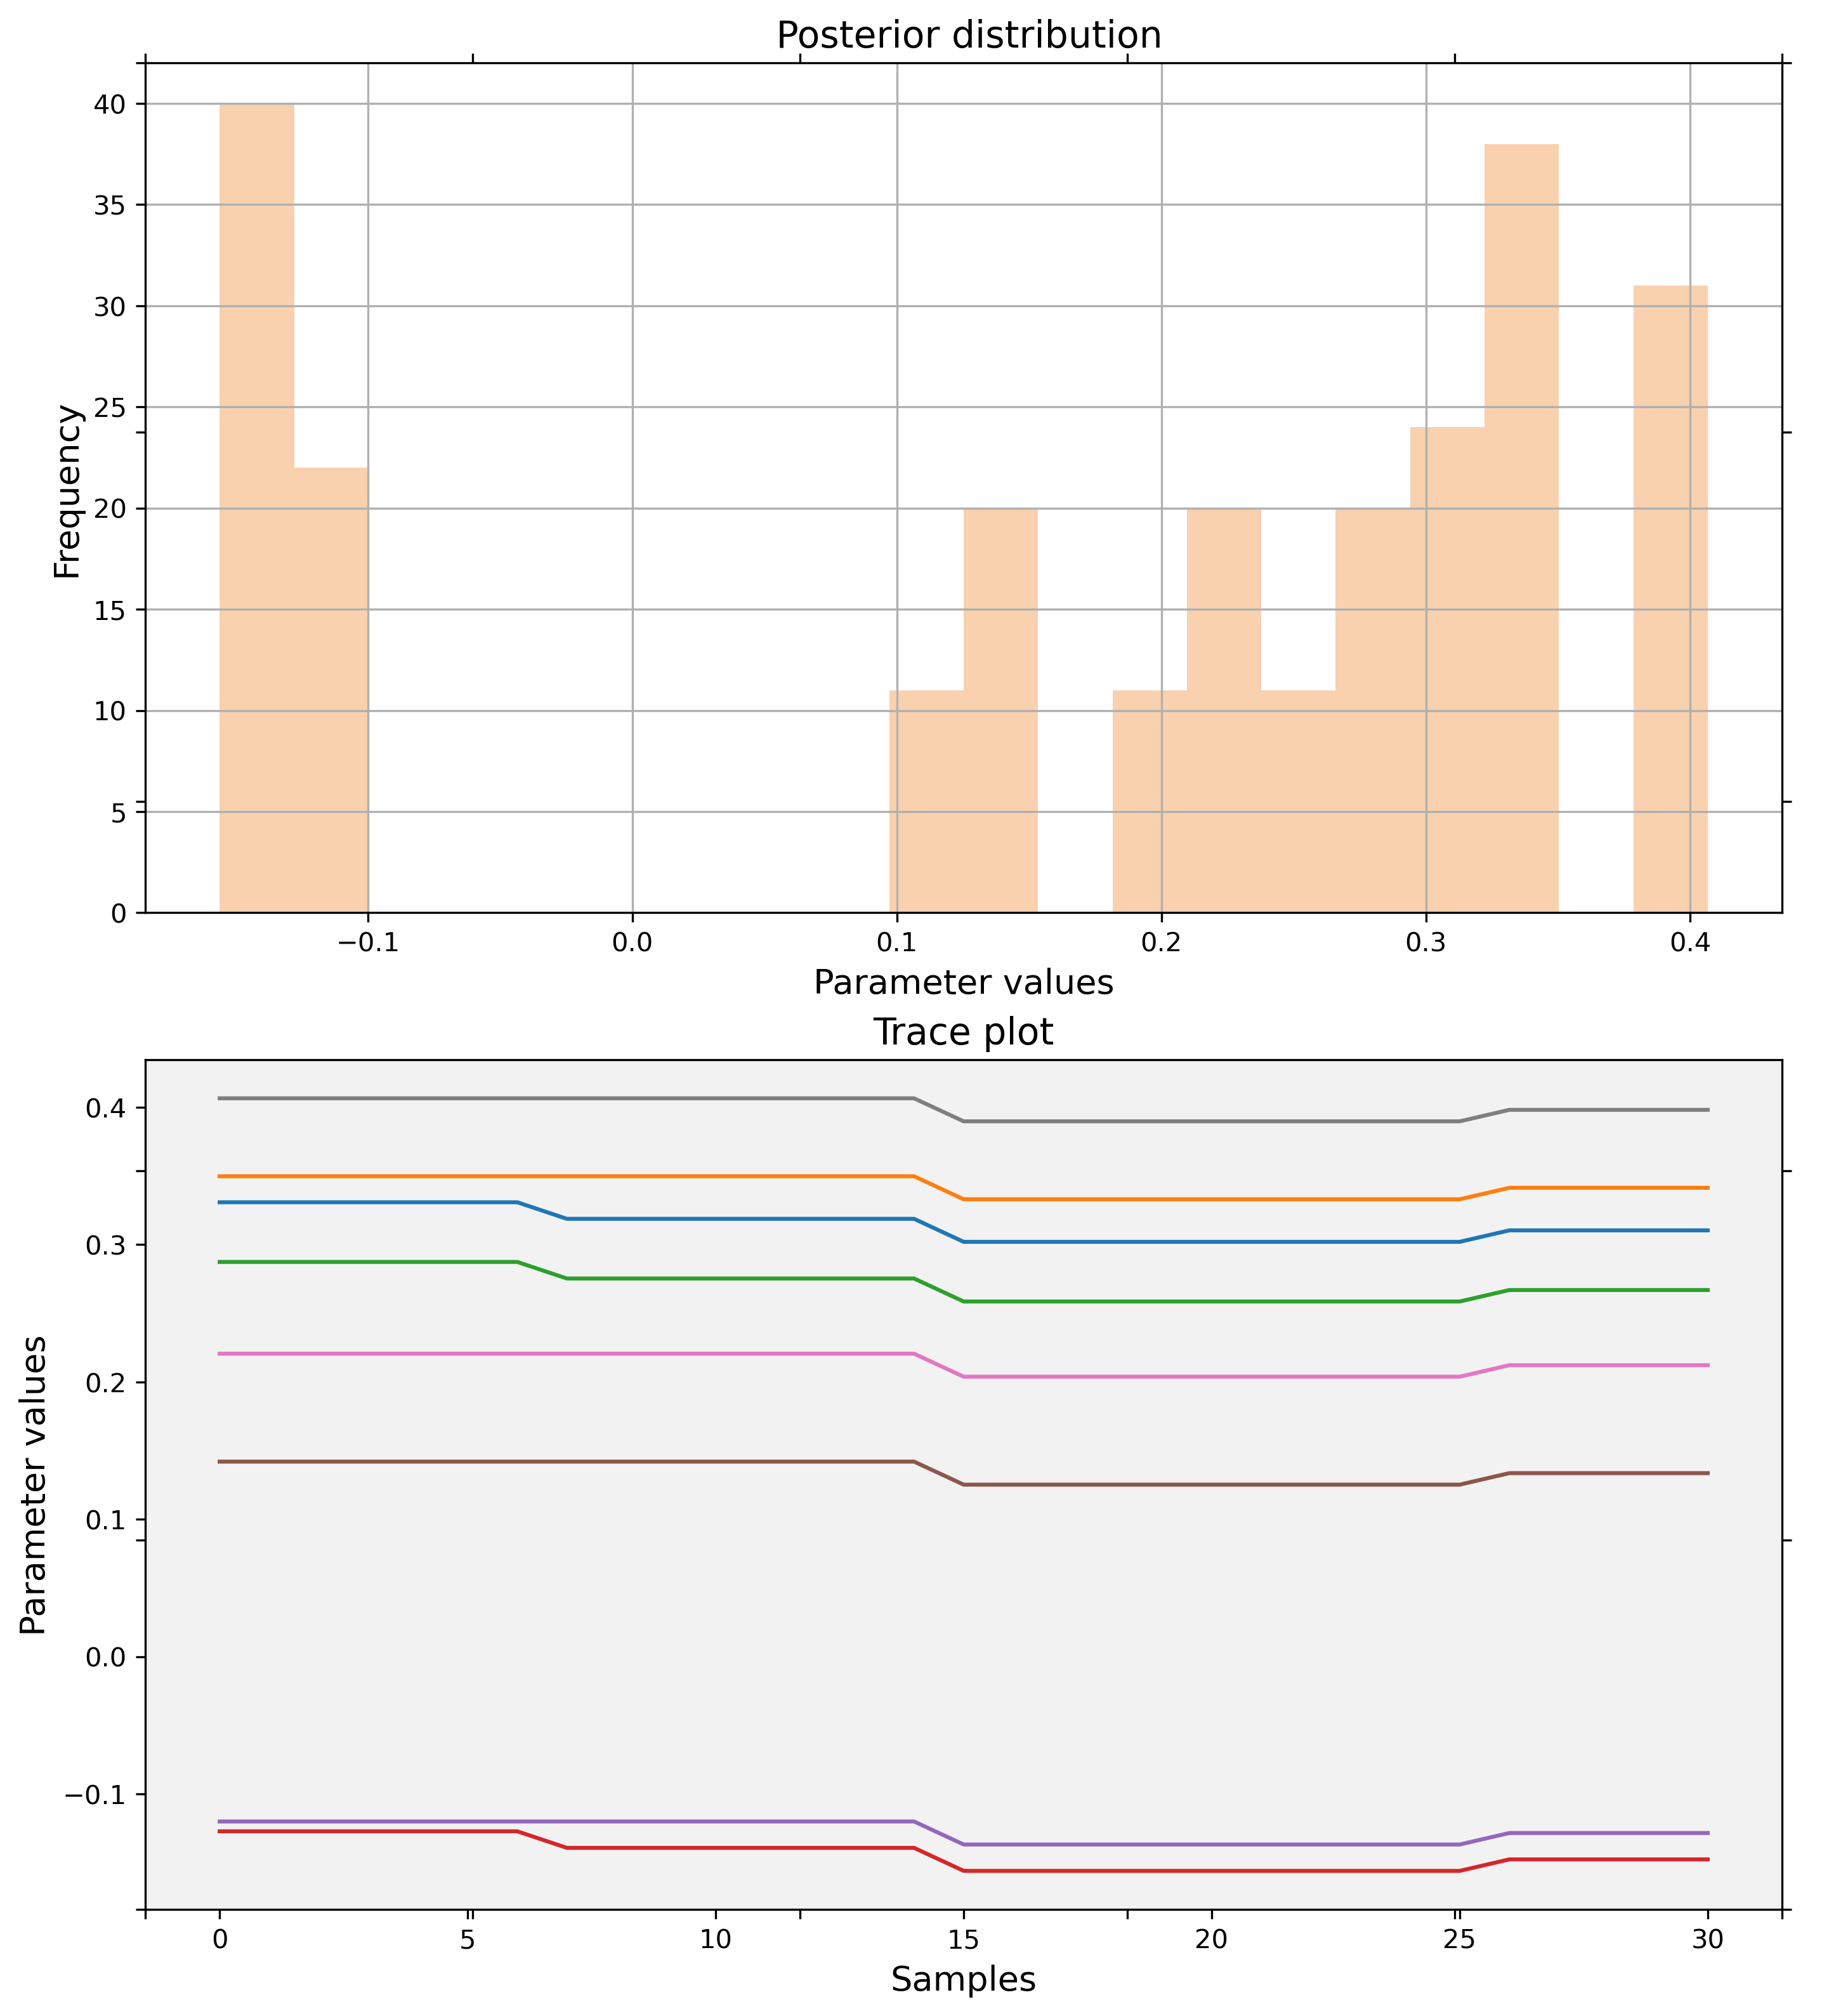 Posterior distribution
40
35
30
25
20
15
10
5
0
Frequency
−0.1 0.0 0.1 0.2 0.3 0.4
Parameter values
Trace plot
0.4
0.3
0.2
0.1
0.0
−0.1
Parameter values
0 5 10 15 20 25 30
Samples